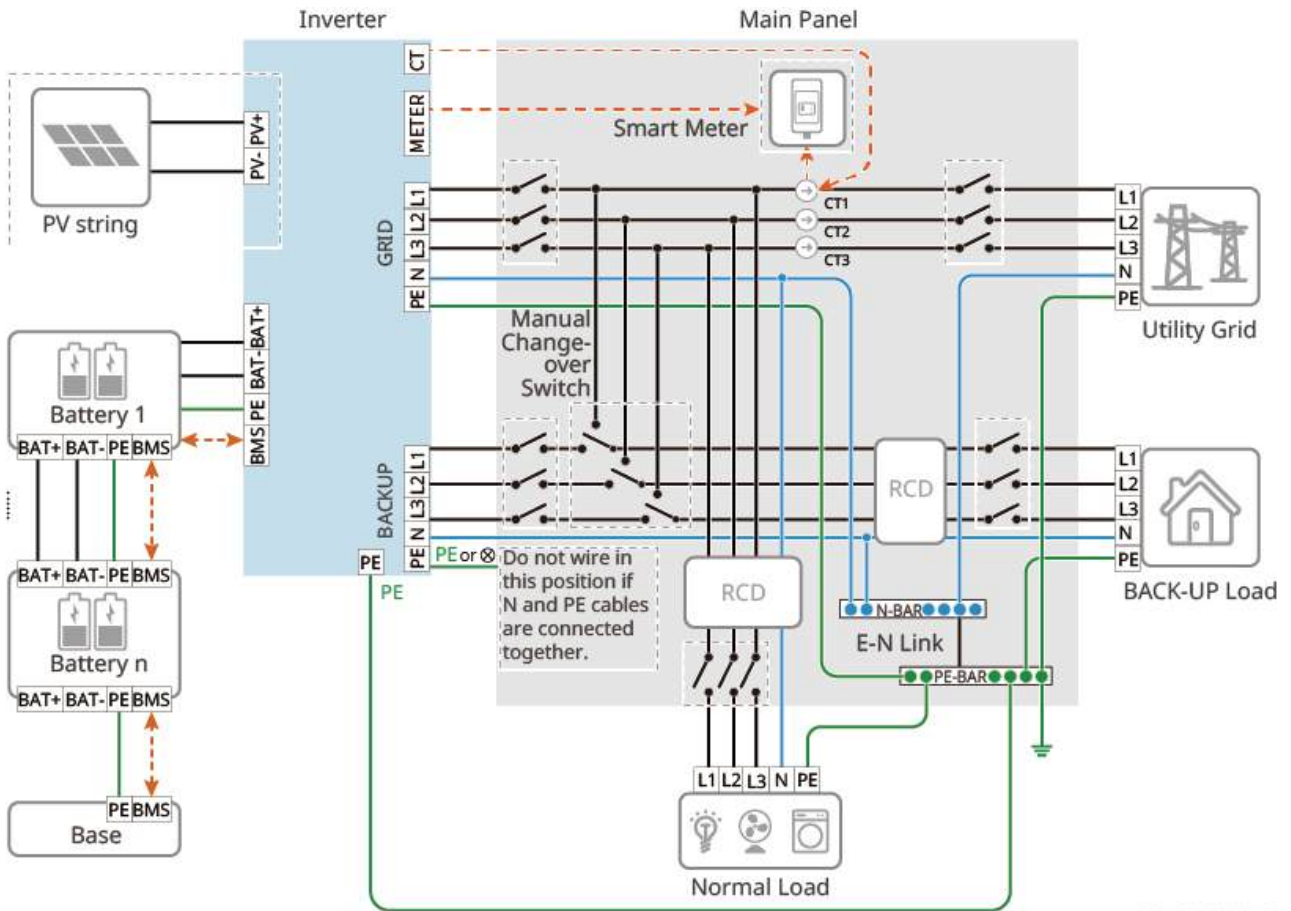 Inverter
Main Panel
CT
METER
Smart Meter
PV+
PV-
PV string
GRID
L1
L2
L3
N
PE
CT1
CT2
CT3
L1
L2
L3
N
PE
Utility Grid
Manual
Change-
over
Switch
BAT+
BAT-
PE
BMS
Battery 1
BAT+ BAT- PE BMS
......
BACKUP
L1
L2
L3
N
PE
RCD
L1
L2
L3
N
PE
BACK-UP Load
PE
PE
PE or ⊗
Do not wire in
this position if
N and PE cables
are connected
together.
RCD
N-BAR
E-N Link
PE-BAR
BAT+ BAT- PE BMS
Battery n
BAT+ BAT- PE BMS
PE BMS
Base
L1 L2 L3 N PE
Normal Load